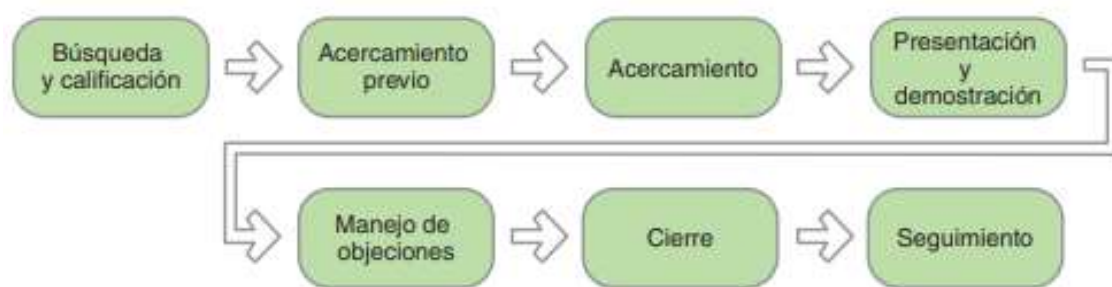 Búsqueda
y calificación
Acercamiento
previo
Acercamiento
Presentación
y
demostración
Manejo de
objeciones
Cierre
Seguimiento